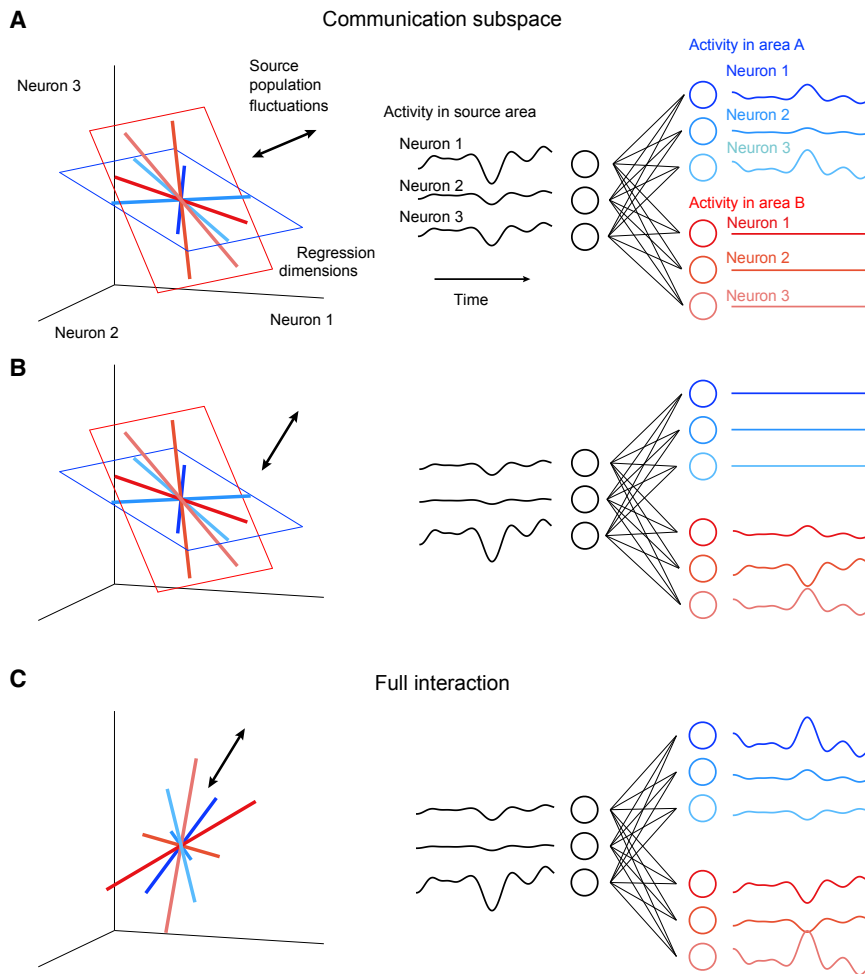 A
Communication subspace
Neuron 3
Source
population
fluctuations
Regression
dimensions
Neuron 2
Neuron 1
Activity in source area
Neuron 1
Neuron 2
Neuron 3
Time
Activity in area A
Neuron 1
Neuron 2
Neuron 3
Activity in area B
Neuron 1
Neuron 2
Neuron 3
B
C
Full interaction